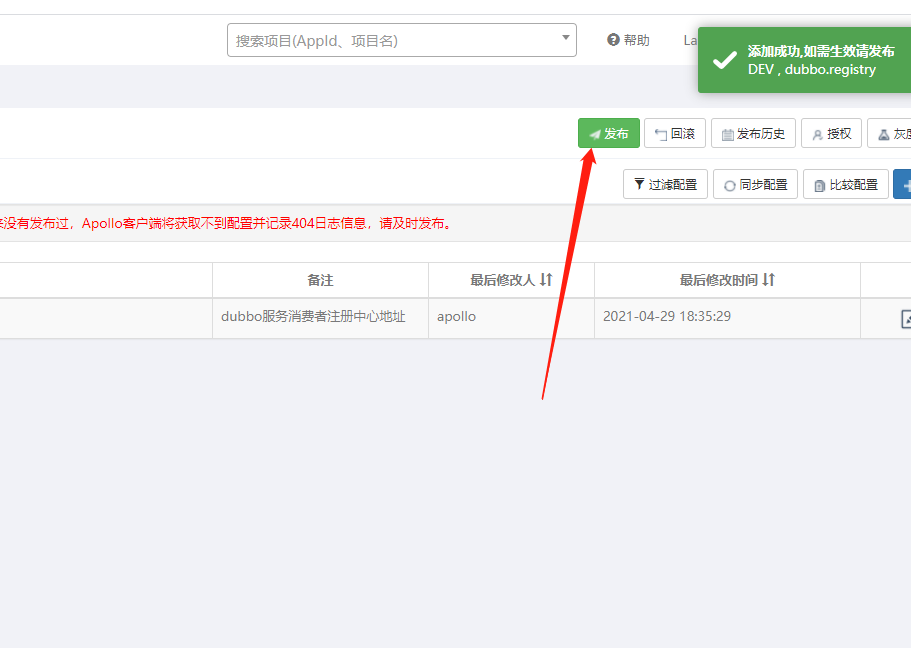 搜索项目(AppId、项目名)
帮助
La
添加成功,如需生效请发布
DEV , dubbo.registry
发布
回滚
发布历史
授权
灰度
过滤配置
同步配置
比较配置
来没有发布过，Apollo客户端将获取不到配置并记录404日志信息，请及时发布。
备注
最后修改人
最后修改时间
dubbo服务消费者注册中心地址
apollo
2021-04-29 18:35:29